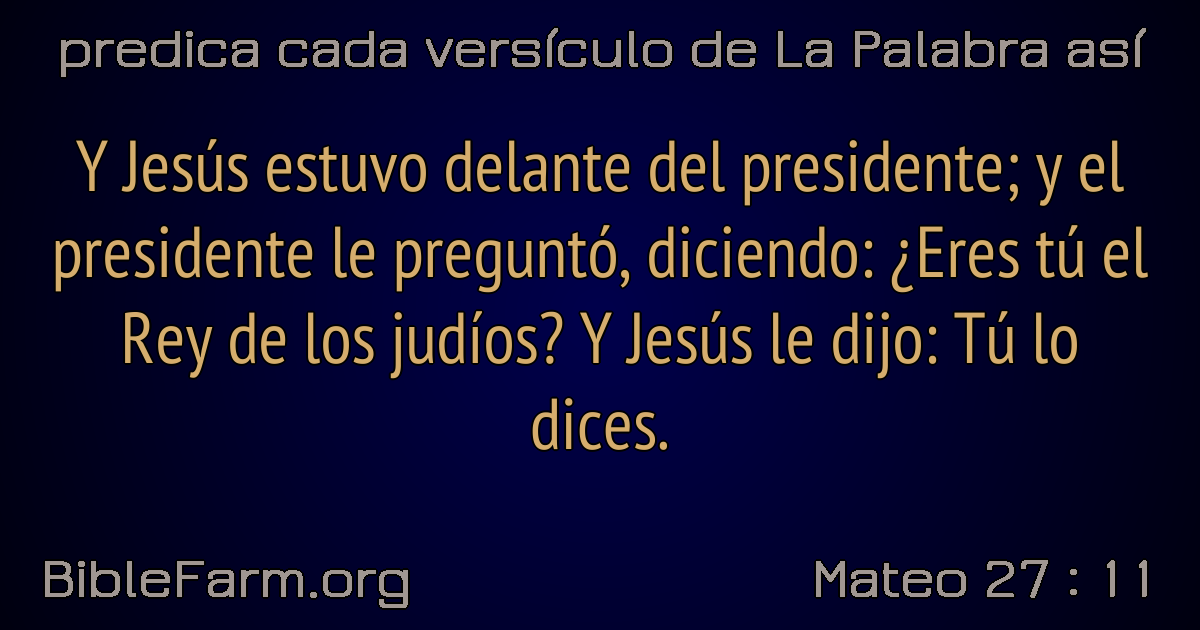 predica cada versículo de La Palabra así
Y Jesús estuvo delante del presidente; y el
presidente le preguntó, diciendo: ¿Eres tú el
Rey de los judíos? Y Jesús le dijo: Tú lo
dices.
BibleFarm.org
Mateo 27 : 11